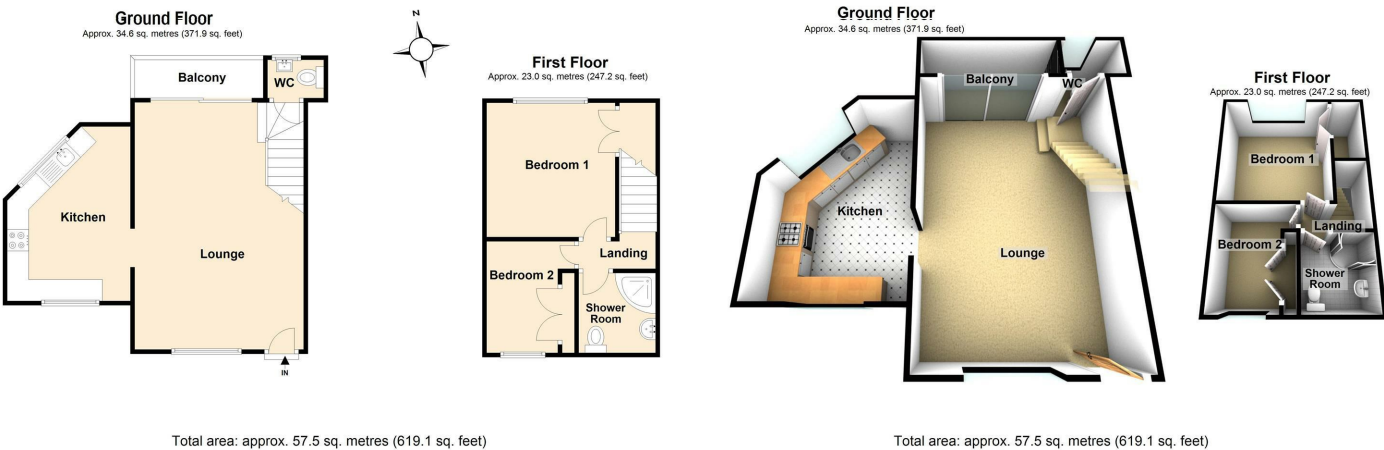 Ground Floor
Approx. 34.6 sq. metres (371.9 sq. feet)
Balcony
WC
Kitchen
Lounge
IN
N
First Floor
Approx. 23.0 sq. metres (247.2 sq. feet)
Bedroom 1
Landing
Bedroom 2
Shower
Room
Total area: approx. 57.5 sq. metres (619.1 sq. feet)
Ground Floor
Approx. 34.6 sq. metres (371.9 sq. feet)
Balcony
WC
Kitchen
Lounge
First Floor
Approx. 23.0 sq. metres (247.2 sq. feet)
Bedroom 1
Landing
Bedroom 2
Shower
Room
Total area: approx. 57.5 sq. metres (619.1 sq. feet)